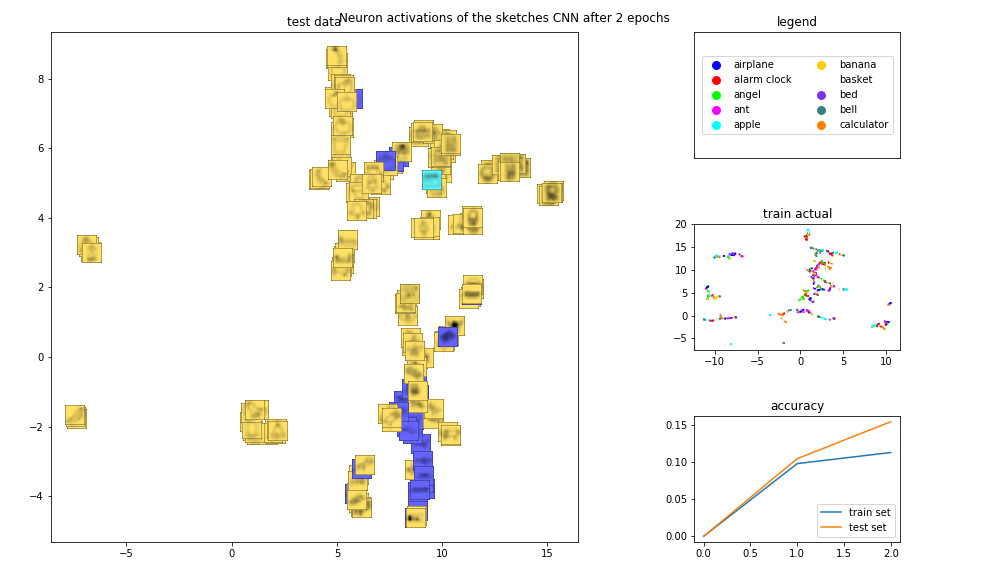 Neuron activations of the sketches CNN after 2 epochs
test data
8
6
4
2
0
−2
−4
−5
0
5
10
15
legend
airplane
alarm clock
angel
ant
apple
banana
basket
bed
bell
calculator
train actual
20
15
10
5
0
−5
−10
−5
0
5
10
accuracy
0.15
0.10
0.05
0.00
0.0
0.5
1.0
1.5
2.0
train set
test set